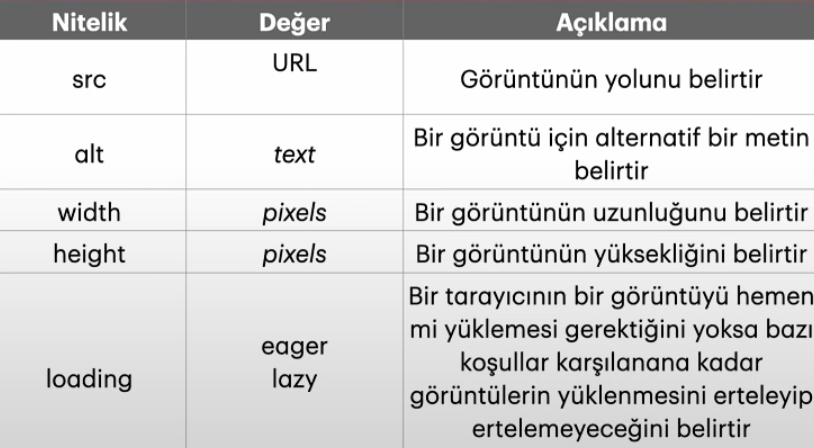 Nitelik Değer Açıklama
src URL Görüntünün yolunu belirtir
alt text Bir görüntü için alternatif bir metin
belirtir
width pixels Bir görüntünün uzunluğunu belirtir
height pixels Bir görüntünün yüksekliğini belirtir
loading eager
lazy Bir tarayıcının bir görüntüyü hemen
mi yüklemesi gerektiğini yoksa bazı
koşullar karşılanana kadar
görüntülerin yüklenmesini erteleyip
ertelemeyeceğini belirtir